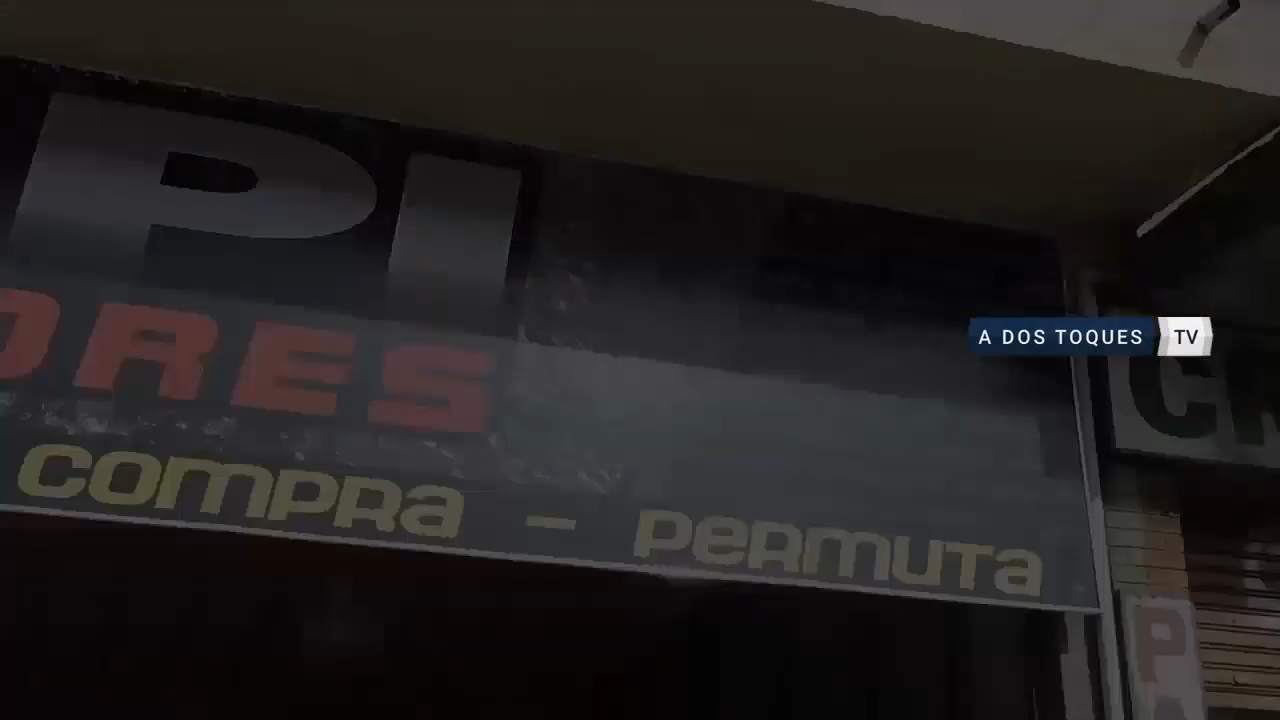 PI
ORES
COMPRA - PERMUTA
A DOS TOQUES TV
C
P